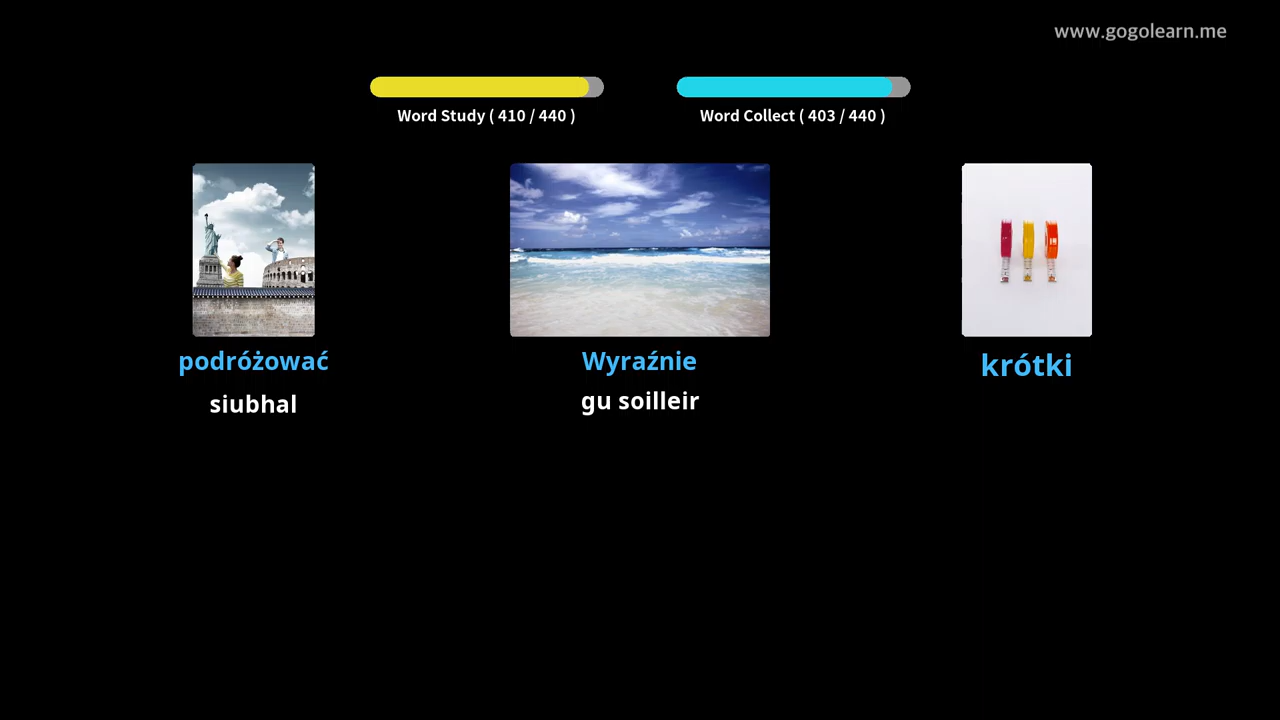 www.gogolearn.me
Word Study ( 410 / 440 )
Word Collect ( 403 / 440 )
podróżować
siubhal
Wyraźnie
gu soilleir
krótki